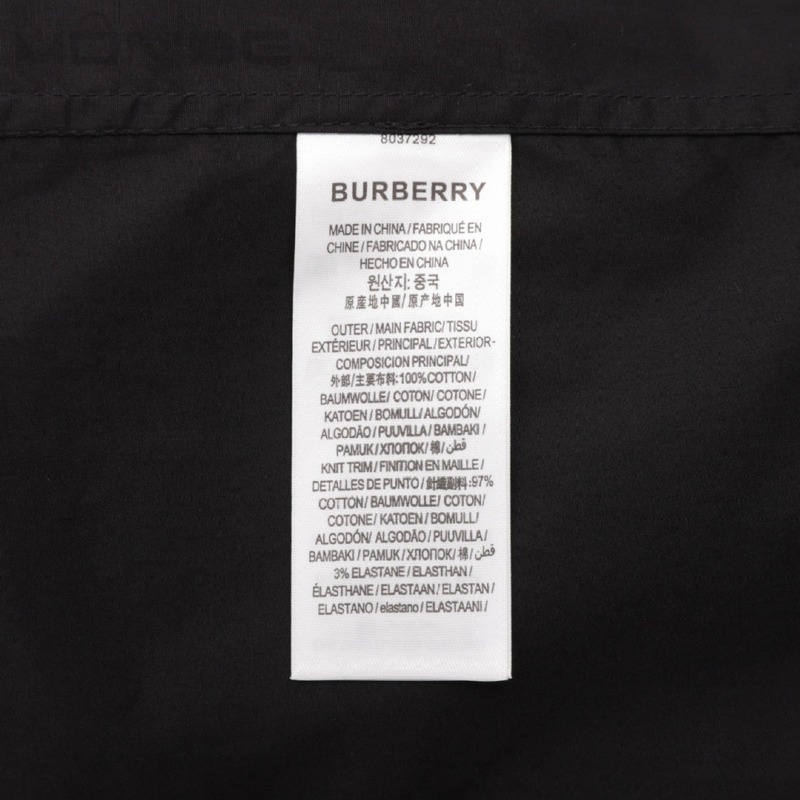 8037292
BURBERRY
MADE IN CHINA / FABRIQUÉ EN
CHINE / FABRICADO NA CHINA /
HECHO EN CHINA
원산지: 중국
原産地中國/ 原产地中国
OUTER / MAIN FABRIC/ TISSU
EXTÉRIEUR / PRINCIPAL / EXTERIOR-
COMPOSICION PRINCIPAL/
外部/主要布料:100%COTTON/
BAUMWOLLE/ COTON/ COTONE/
KATOEN / BOMULL/ ALGODÓN/
ALGODÃO / PUUVILLA / BAMBAKI /
PAMUK / ХЛОПОК/ 棉/ قطن
KNIT TRIM / FINITION EN MAILLE /
DETALLES DE PUNTO / 針織副料:97%
COTTON/ BAUMWOLLE/ COTON/
COTONE / KATOEN / BOMULL/
ALGODÓN/ ALGODÃO / PUUVILLA /
BAMBAKI / PAMUK / ХЛОПОК/ 棉/ قطن
3% ELASTANE / ELASTHAN /
ÉLASTHANE / ELASTAAN / ELASTAN /
ELASTANO / elastano / ELASTAANI /